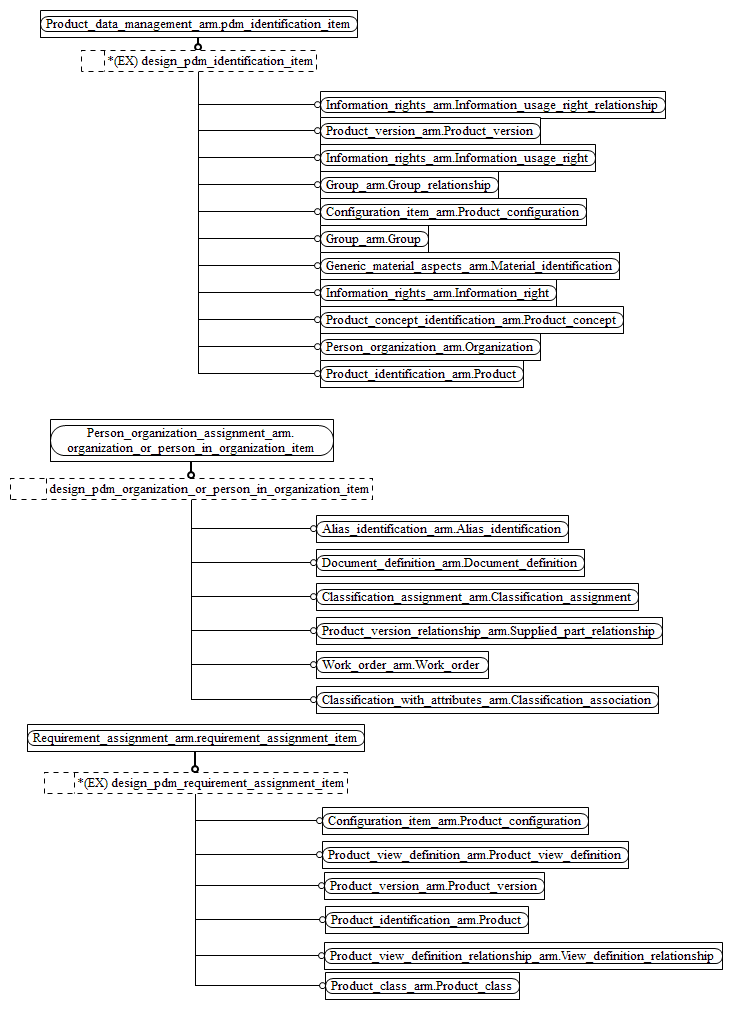 Product_data_management_arm.pdm_identification_item
*(EX) design_pdm_identification_item
Information_rights_arm.Information_usage_right_relationship
Product_version_arm.Product_version
Information_rights_arm.Information_usage_right
Group_arm.Group_relationship
Configuration_item_arm.Product_configuration
Group_arm.Group
Generic_material_aspects_arm.Material_identification
Information_rights_arm.Information_right
Product_concept_identification_arm.Product_concept
Person_organization_arm.Organization
Product_identification_arm.Product
Person_organization_assignment_arm.
organization_or_person_in_organization_item
design_pdm_organization_or_person_in_organization_item
Alias_identification_arm.Alias_identification
Document_definition_arm.Document_definition
Classification_assignment_arm.Classification_assignment
Product_version_relationship_arm.Supplied_part_relationship
Work_order_arm.Work_order
Classification_with_attributes_arm.Classification_association
Requirement_assignment_arm.requirement_assignment_item
*(EX) design_pdm_requirement_assignment_item
Configuration_item_arm.Product_configuration
Product_view_definition_arm.Product_view_definition
Product_version_arm.Product_version
Product_identification_arm.Product
Product_view_definition_relationship_arm.View_definition_relationship
Product_class_arm.Product_class